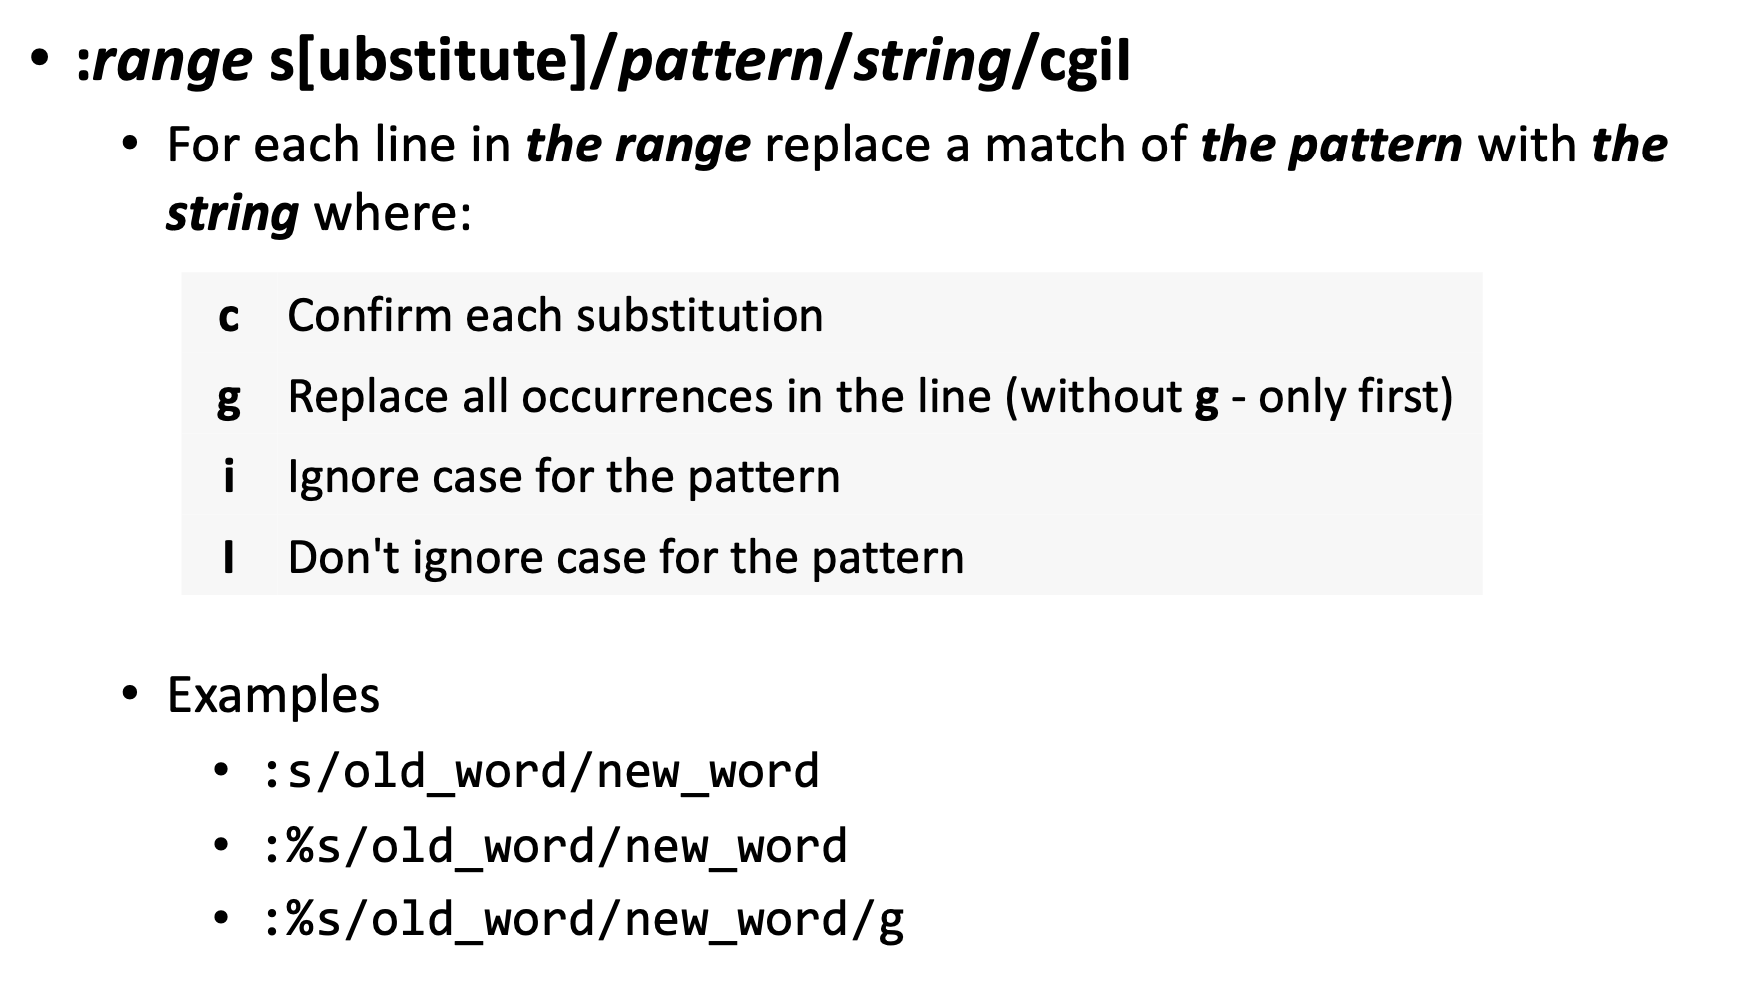 • :range s[ubstitute]/pattern/string/cgiI
• For each line in the range replace a match of the pattern with the
string where:
c Confirm each substitution
g Replace all occurrences in the line (without g - only first)
i Ignore case for the pattern
I Don't ignore case for the pattern
• Examples
• :s/old_word/new_word
• :%s/old_word/new_word
• :%s/old_word/new_word/g